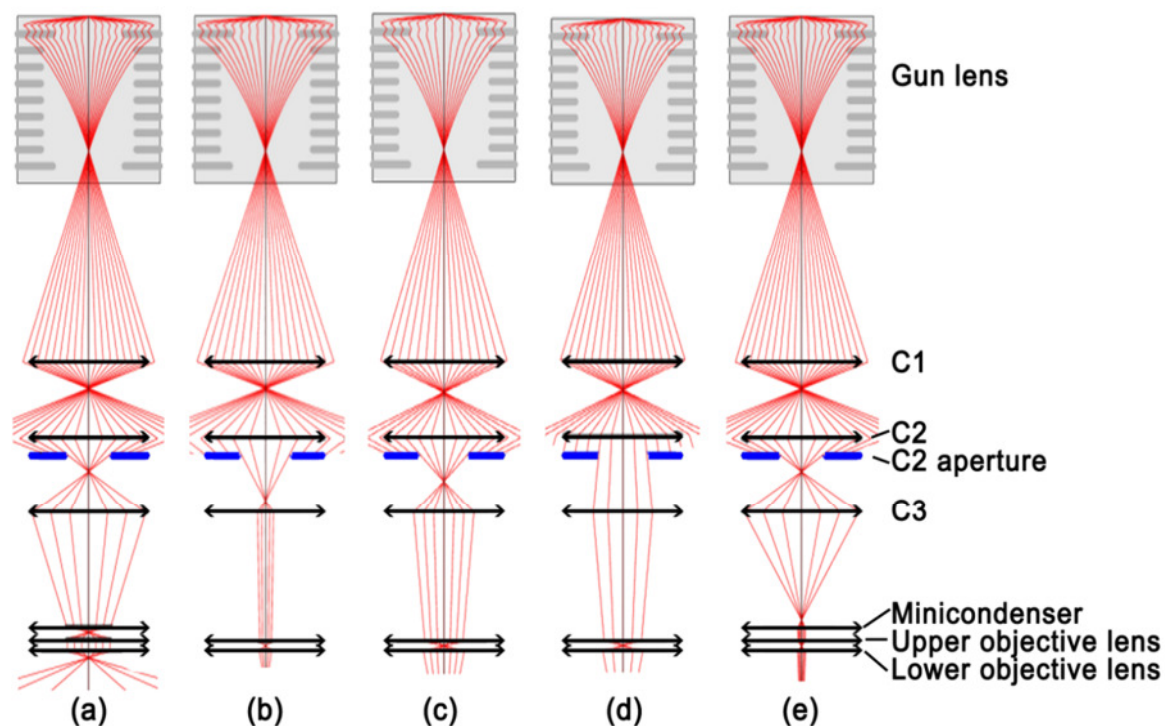 Gun lens
C1
C2
C2 aperture
C3
Minicondenser
Upper objective lens
Lower objective lens
(a) (b) (c) (d) (e)